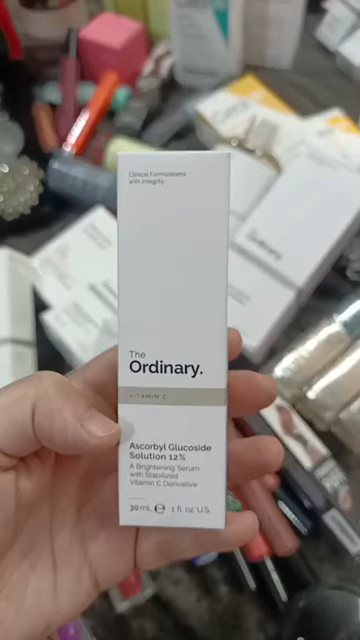 Clinical Formulations
with Integrity
The
Ordinary.
VITAMIN C
Ascorbyl Glucoside
Solution 12%
A Brightening Serum
with Stabilized
Vitamin C Derivative
30 mL e 1 fl oz U.S.
Ordinary.